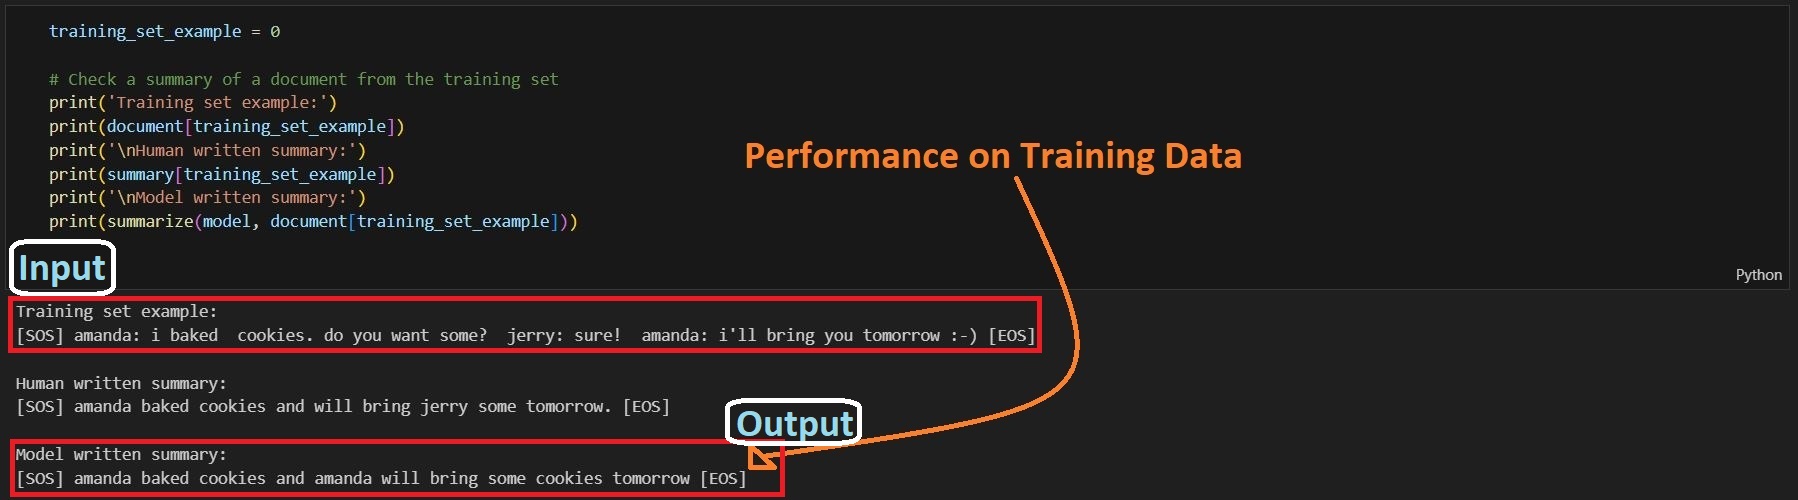 training_set_example = 0
# Check a summary of a document from the training set
print('Training set example:')
print(document[training_set_example])
print('\nHuman written summary:')
print(summary[training_set_example])
print('\nModel written summary:')
print(summarize(model, document[training_set_example]))
Performance on Training Data
Input
Python
Training set example:
[SOS] amanda: i baked  cookies. do you want some?  jerry: sure!  amanda: i'll bring you tomorrow :-) [EOS]
Human written summary:
[SOS] amanda baked cookies and will bring jerry some tomorrow. [EOS]
Output
Model written summary:
[SOS] amanda baked cookies and amanda will bring some cookies tomorrow [EOS]